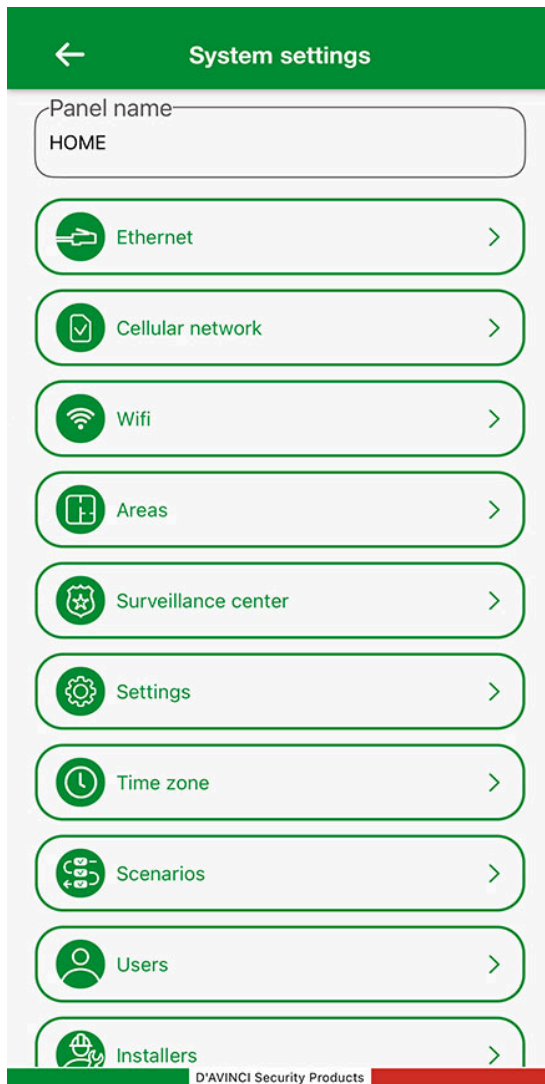 System settings
Panel name
HOME
Ethernet
Cellular network
Wifi
Areas
Surveillance center
Settings
Time zone
Scenarios
Users
Installers
D'AVINCI Security Products